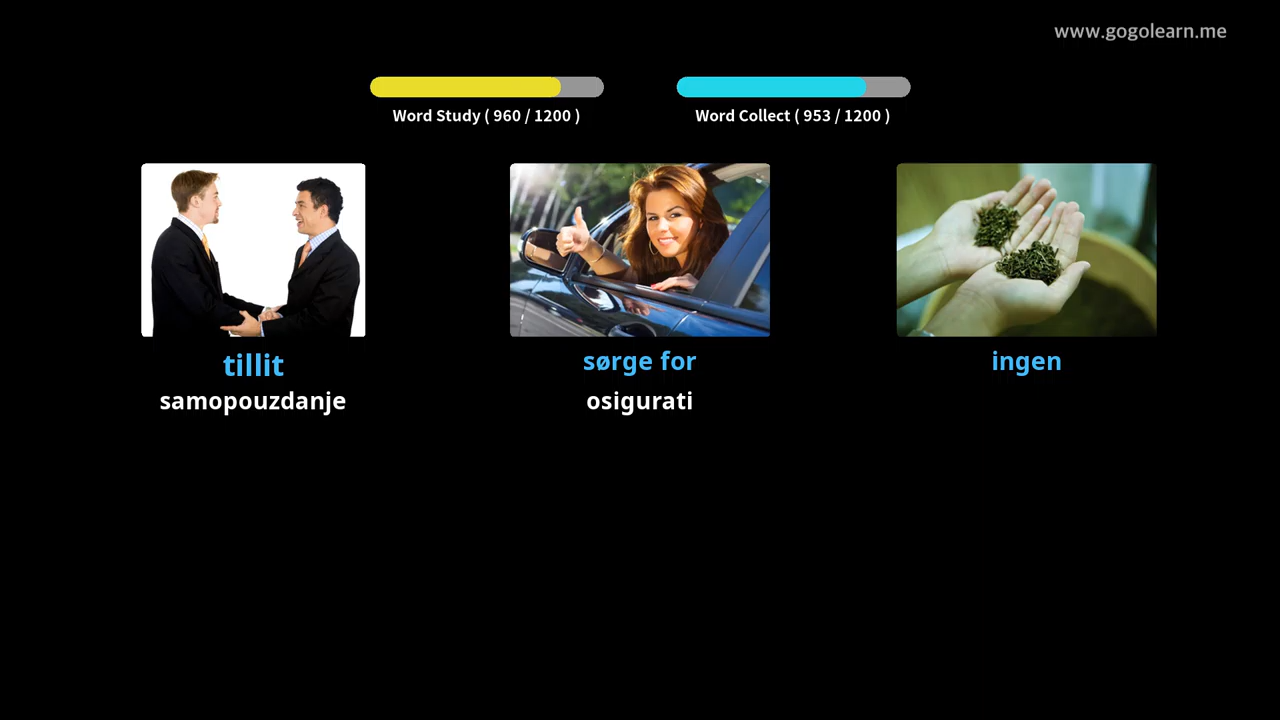 www.gogolearn.me
Word Study ( 960 / 1200 )
Word Collect ( 953 / 1200 )
tillit
samopouzdanje
sørge for
osigurati
ingen